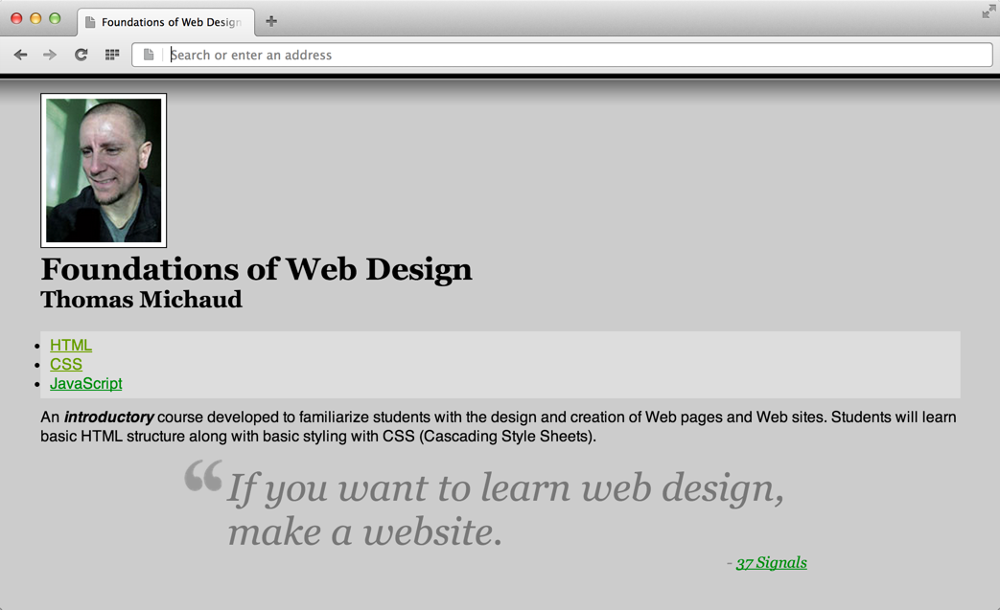 Foundations of Web Design
Search or enter an address
Foundations of Web Design
Thomas Michaud
HTML
CSS
JavaScript
An introductory course developed to familiarize students with the design and creation of Web pages and Web sites. Students will learn
basic HTML structure along with basic styling with CSS (Cascading Style Sheets).
“If you want to learn web design,
make a website.
- 37 Signals